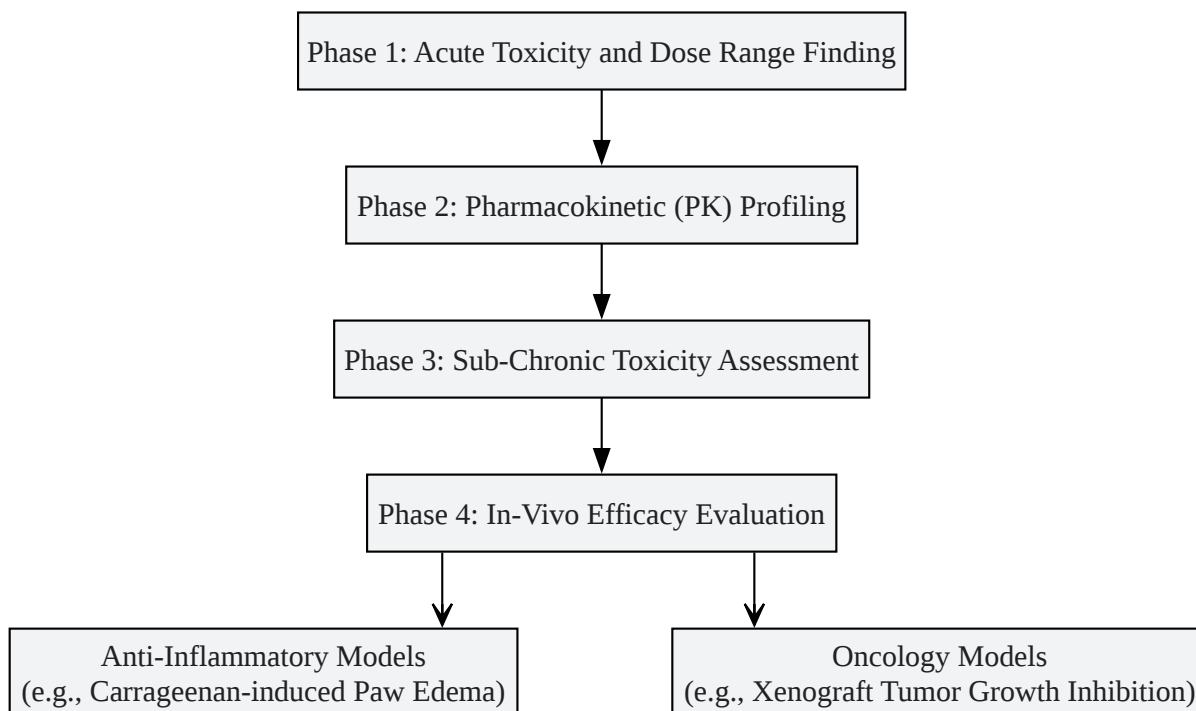 Phase 1: Acute Toxicity and Dose Range Finding
Phase 2: Pharmacokinetic (PK) Profiling
Phase 3: Sub-Chronic Toxicity Assessment
Phase 4: In-Vivo Efficacy Evaluation
Anti-Inflammatory Models
(e.g., Carrageenan-induced Paw Edema)
Oncology Models
(e.g., Xenograft Tumor Growth Inhibition)